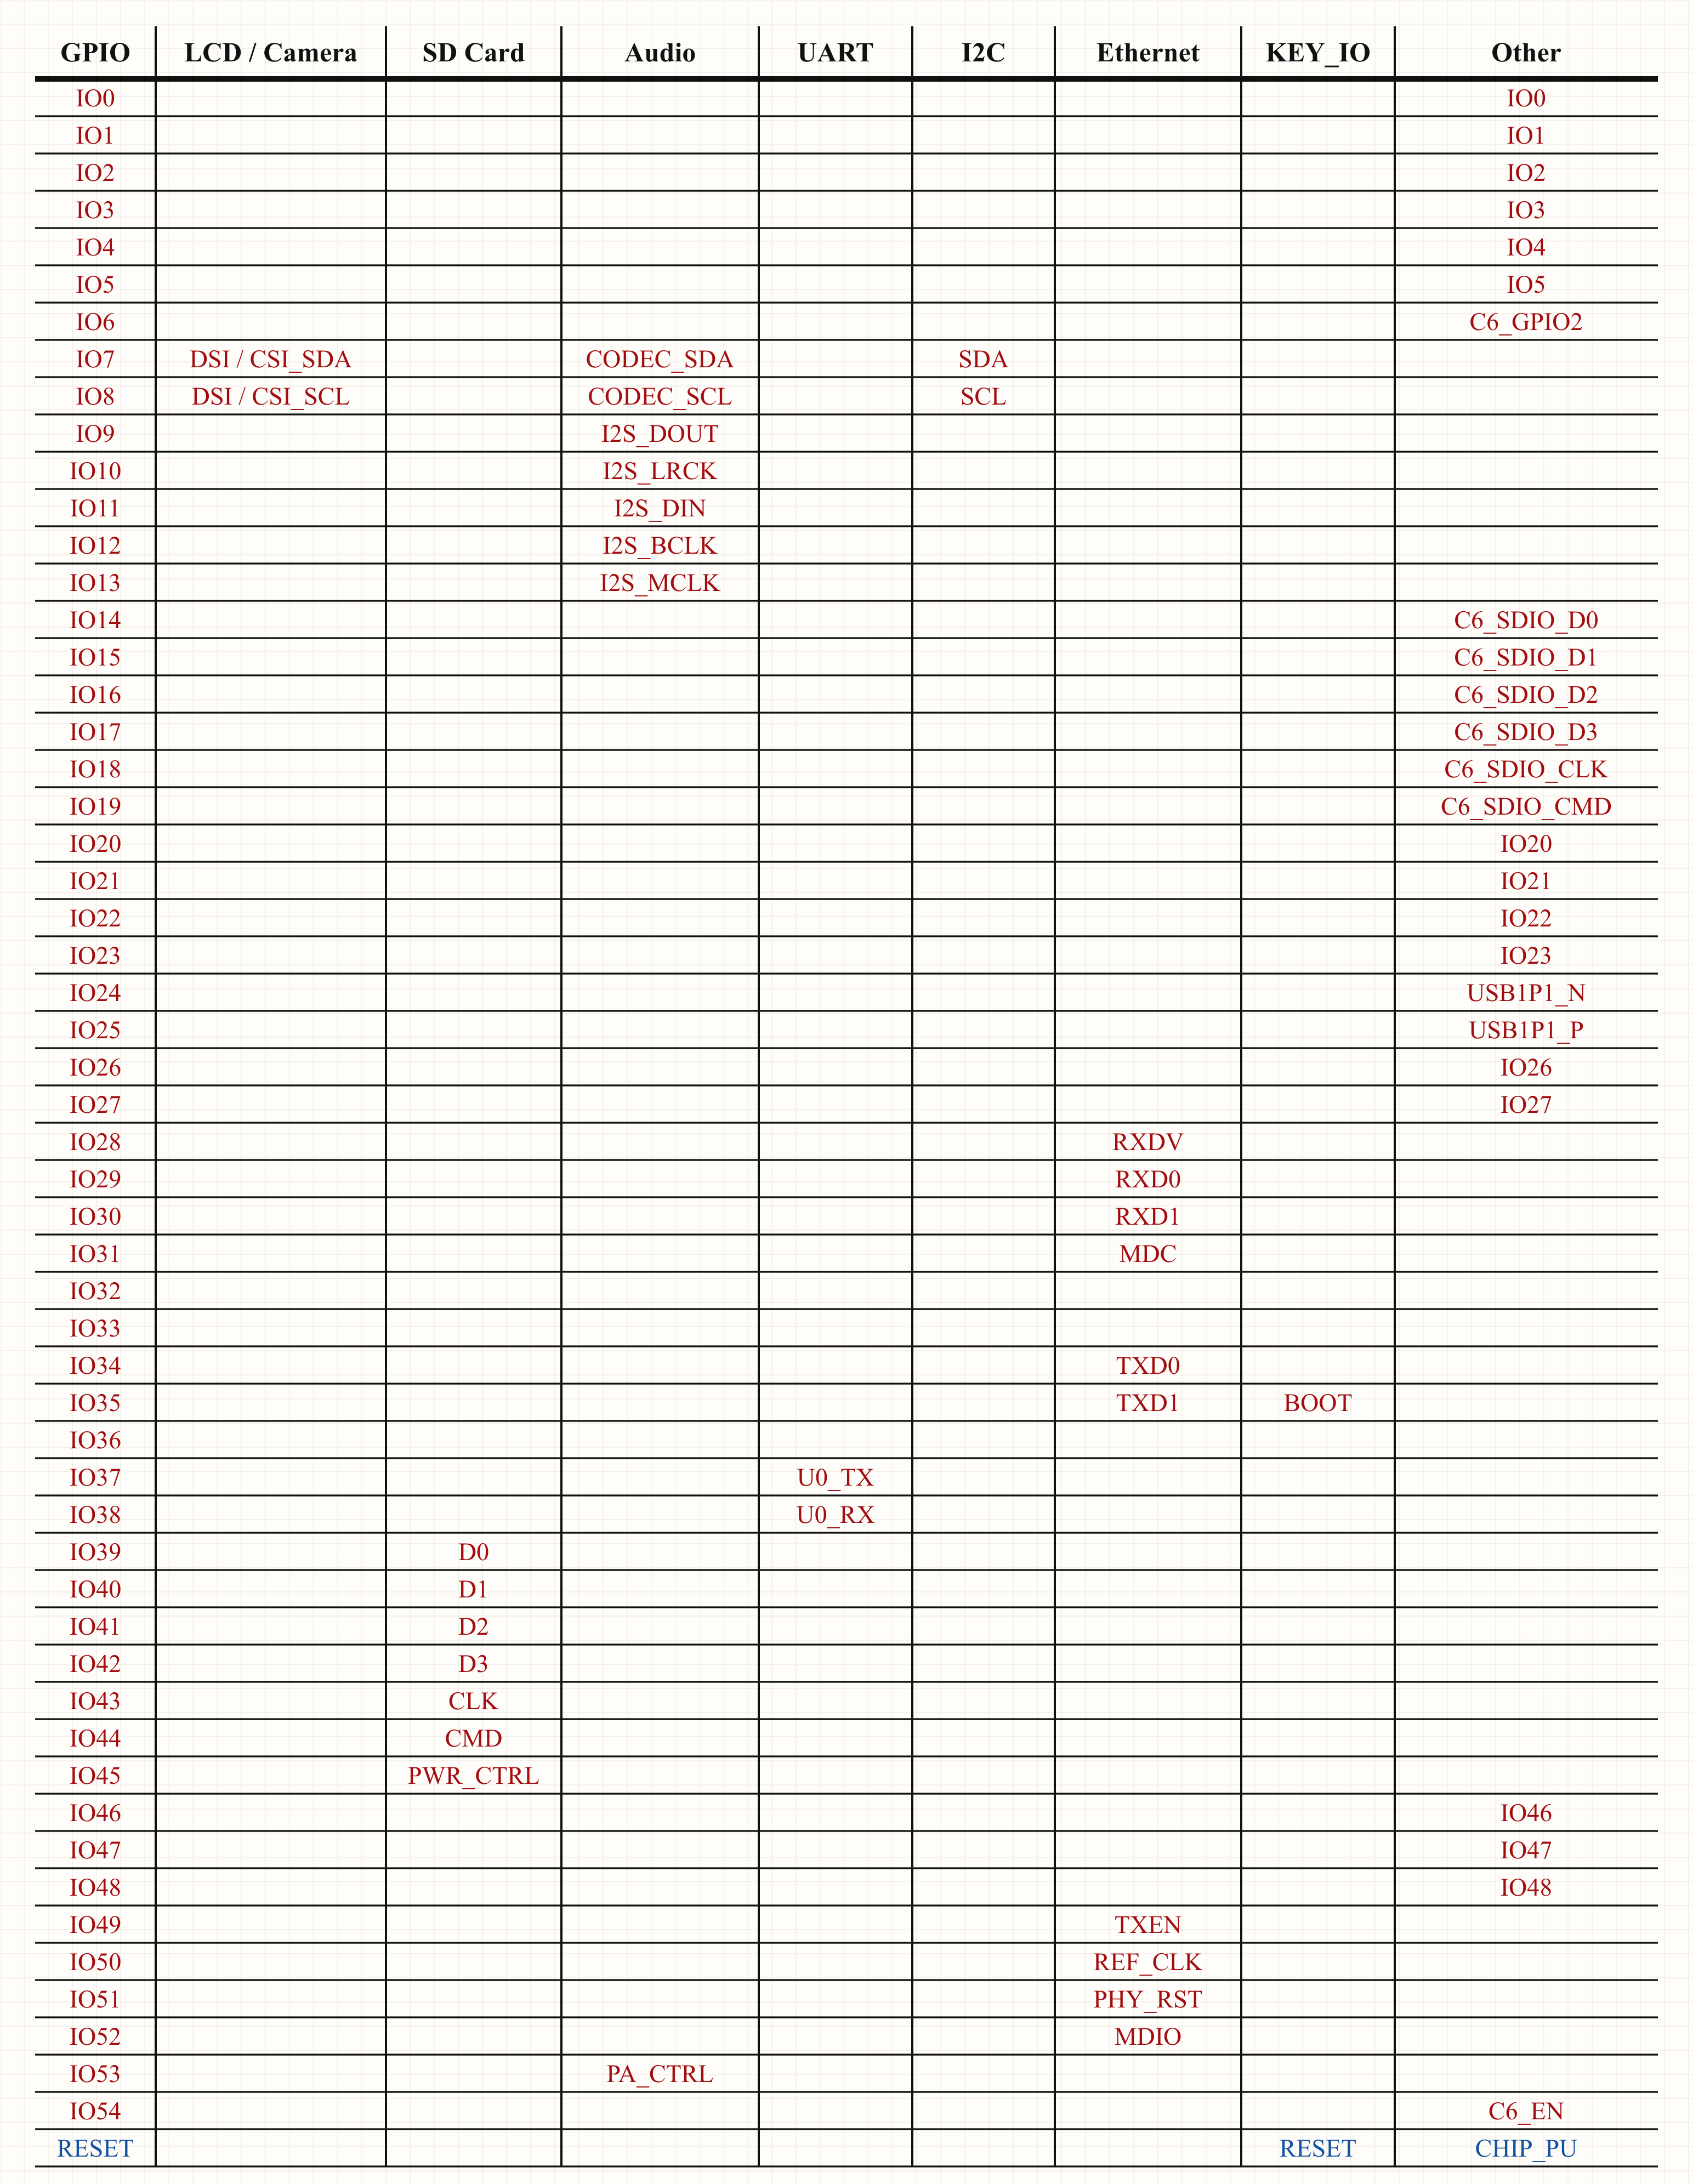 GPIO LCD / Camera SD Card Audio UART I2C Ethernet KEY_IO Other
IO0 IO0
IO1 IO1
IO2 IO2
IO3 IO3
IO4 IO4
IO5 IO5
IO6 C6_GPIO2
IO7 DSI / CSI_SDA CODEC_SDA SDA
IO8 DSI / CSI_SCL CODEC_SCL SCL
IO9 I2S_DOUT
IO10 I2S_LRCK
IO11 I2S_DIN
IO12 I2S_BCLK
IO13 I2S_MCLK
IO14 C6_SDIO_D0
IO15 C6_SDIO_D1
IO16 C6_SDIO_D2
IO17 C6_SDIO_D3
IO18 C6_SDIO_CLK
IO19 C6_SDIO_CMD
IO20 IO20
IO21 IO21
IO22 IO22
IO23 IO23
IO24 USB1P1_N
IO25 USB1P1_P
IO26 IO26
IO27 IO27
IO28 RXDV
IO29 RXD0
IO30 RXD1
IO31 MDC
IO32
IO33
IO34 TXD0
IO35 TXD1 BOOT
IO36
IO37 U0_TX
IO38 U0_RX
IO39 D0
IO40 D1
IO41 D2
IO42 D3
IO43 CLK
IO44 CMD
IO45 PWR_CTRL
IO46 IO46
IO47 IO47
IO48 IO48
IO49 TXEN
IO50 REF_CLK
IO51 PHY_RST
IO52 MDIO
IO53 PA_CTRL
IO54 C6_EN
RESET RESET CHIP_PU